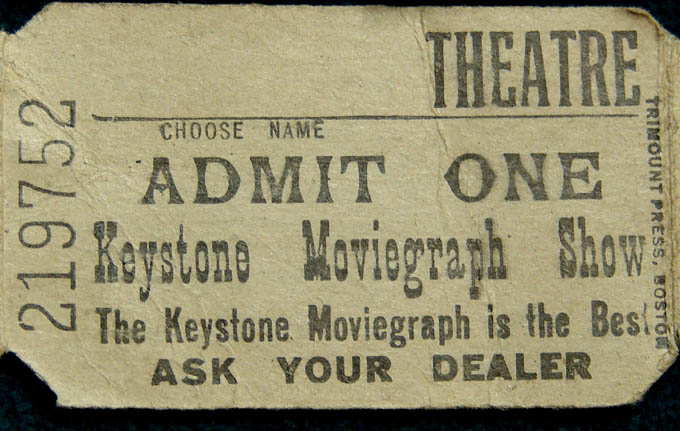 THEATRE
CHOOSE NAME
ADMIT ONE
Keystone Moviegraph Show
The Keystone Moviegraph is the Best
ASK YOUR DEALER
219752
TRIMOUNT PRESS, BOSTON